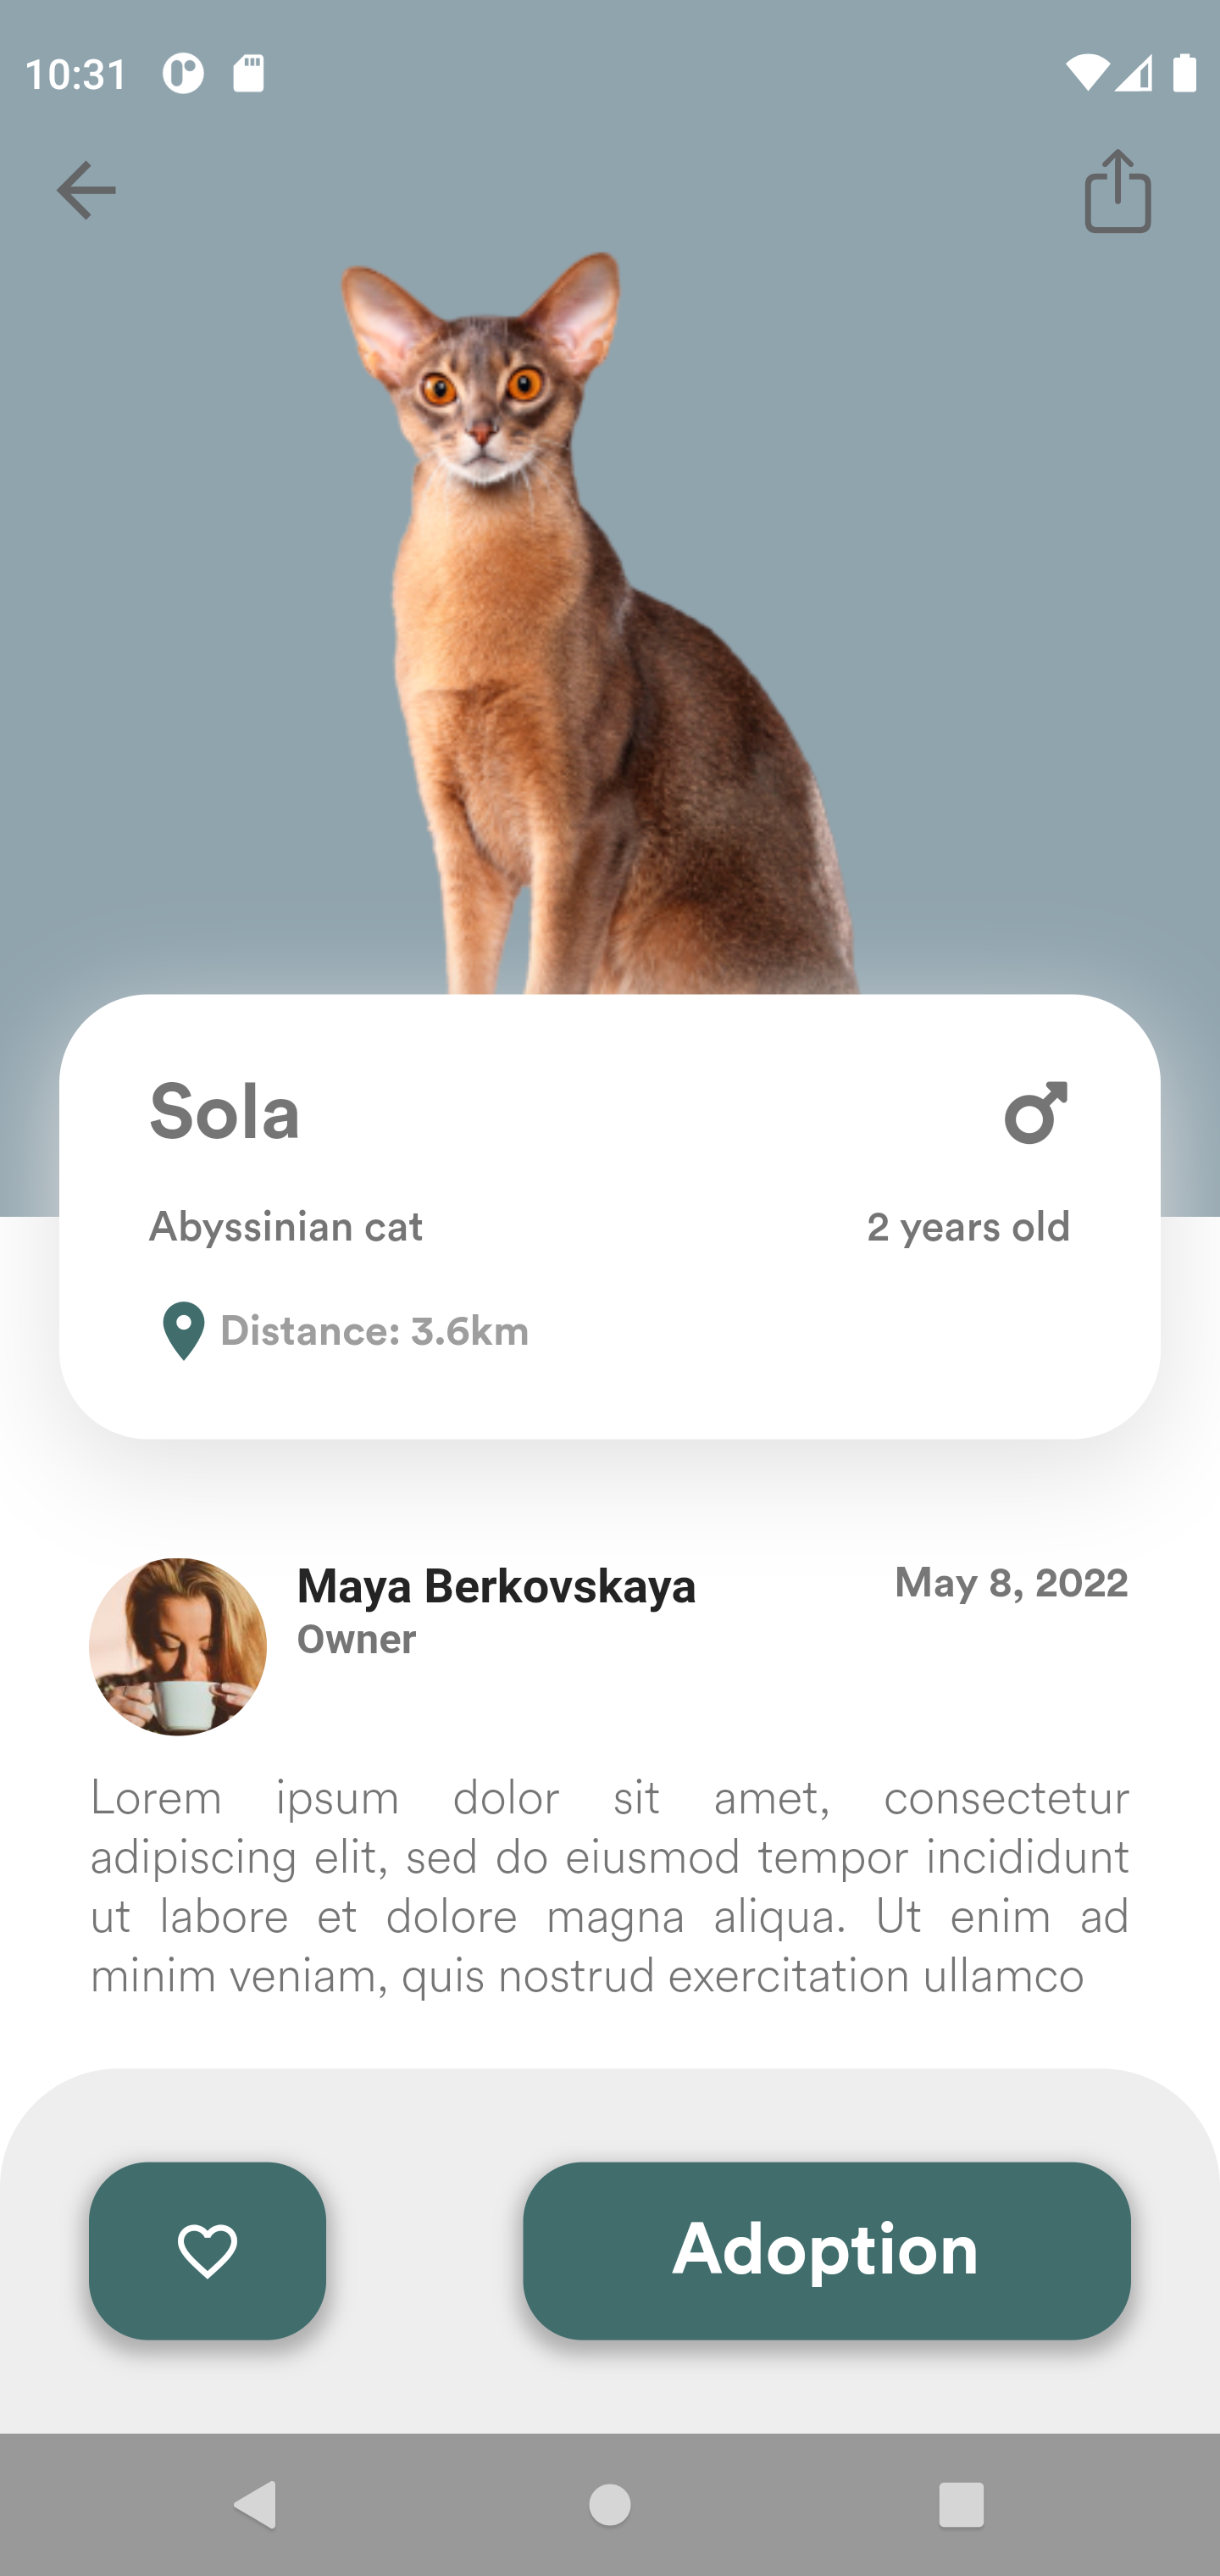 10:31
Sola
Abyssinian cat
2 years old
Distance: 3.6km
Maya Berkovskaya
May 8, 2022
Owner
Lorem ipsum dolor sit amet, consectetur
adipiscing elit, sed do eiusmod tempor incididunt
ut labore et dolore magna aliqua. Ut enim ad
minim veniam, quis nostrud exercitation ullamco
Adoption